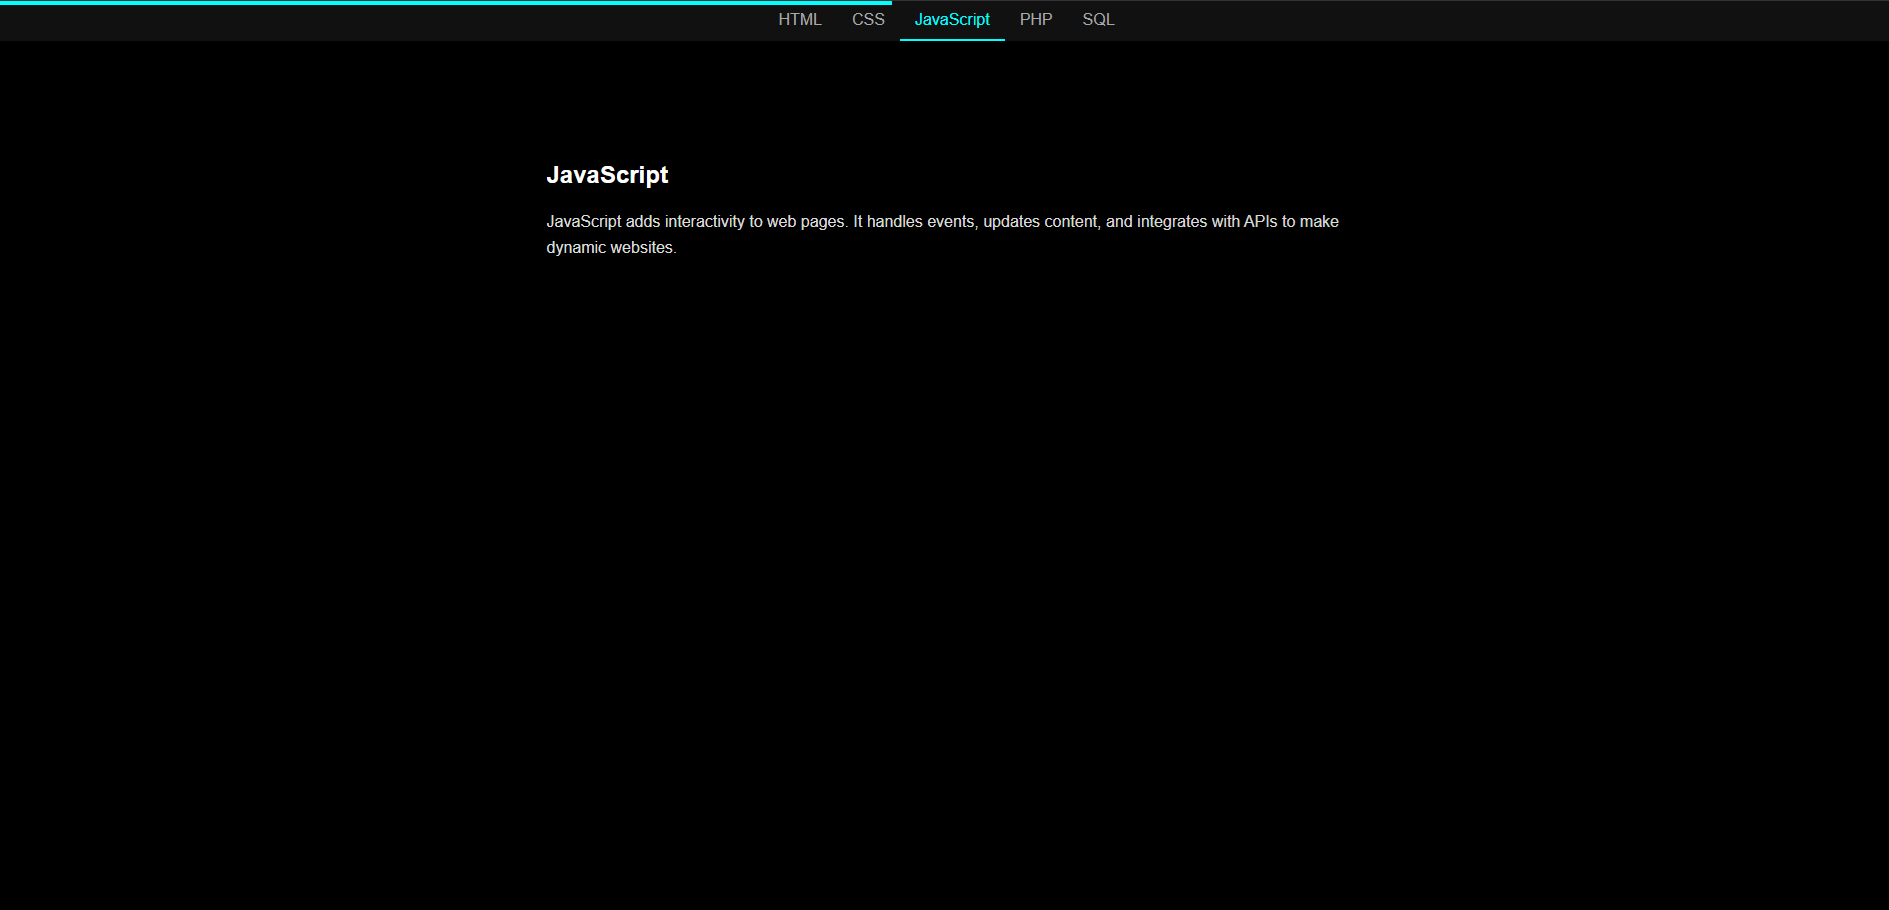 HTML CSS JavaScript PHP SQL
JavaScript
JavaScript adds interactivity to web pages. It handles events, updates content, and integrates with APIs to make
dynamic websites.